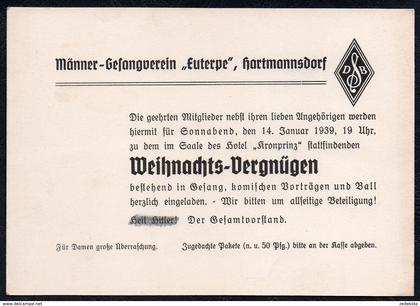 Männer-Gesangverein „Euterpe", Hartmannsdorf
D S B
Die geehrten Mitglieder nebst ihren lieben Angehörigen werden
hiermit für Sonnabend, den 14. Januar 1939, 19 Uhr,
zu dem im Saale des Hotel „Kronprinz" stattfindenden
Weihnachts-Vergnügen
bestehend in Gesang, komischen Vorträgen und Ball
herzlich eingeladen. - Wir bitten um allseitige Beteiligung!
Heil Hitler! Der Gesamtvorstand.
Für Damen große Überraschung. Zugedachte Pakete (n. u. 50 Pfg.) bitte an der Kasse abgeben.